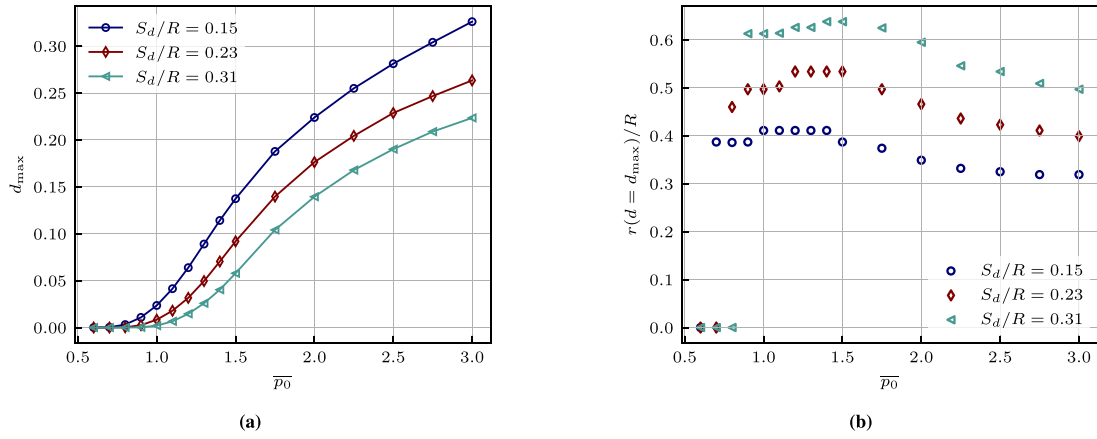 S_d/R = 0.15
S_d/R = 0.23
S_d/R = 0.31
0.30
0.25
0.20
0.15
0.10
0.05
0.00
d_max
0.5 1.0 1.5 2.0 2.5 3.0
\overline{p_0}
(a)
0.6
0.5
0.4
0.3
0.2
0.1
0.0
r(d = d_max)/R
S_d/R = 0.15
S_d/R = 0.23
S_d/R = 0.31
0.5 1.0 1.5 2.0 2.5 3.0
\overline{p_0}
(b)